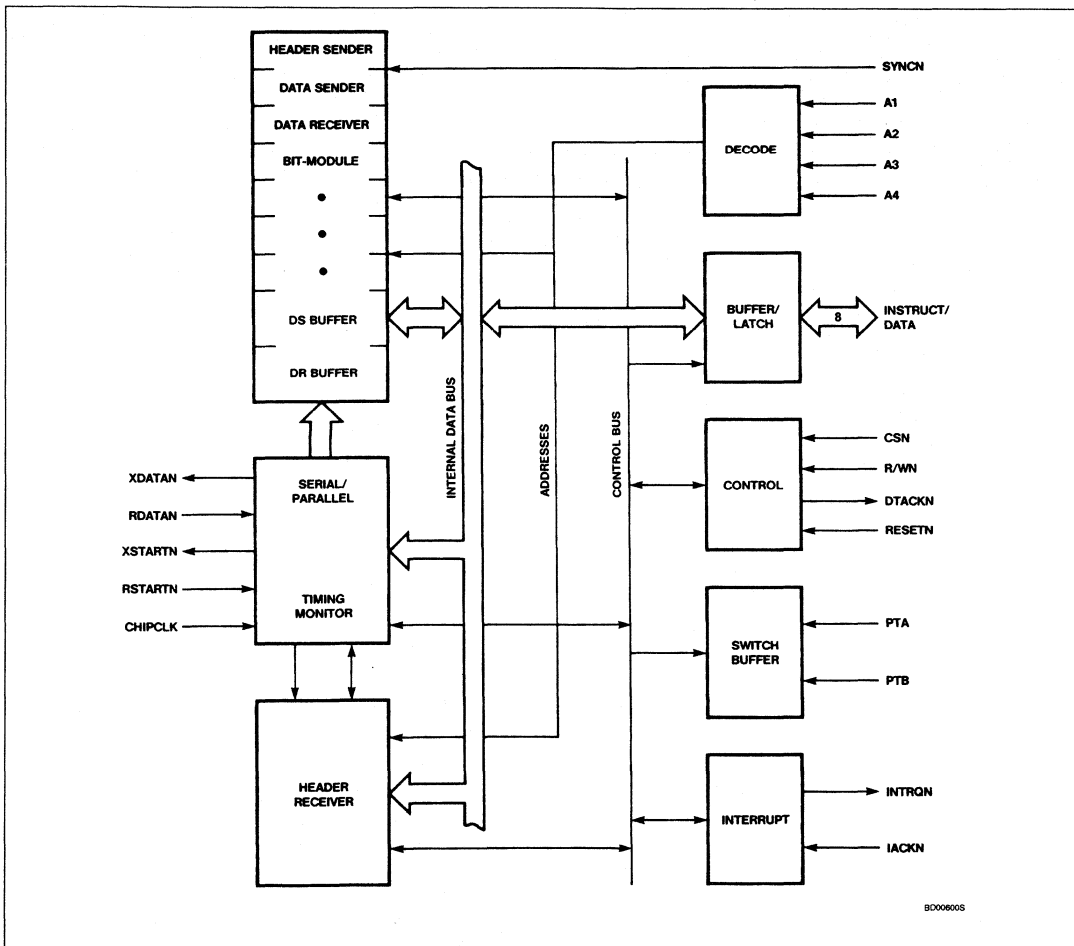 HEADER SENDER
DATA SENDER
DATA RECEIVER
BIT-MODULE
DS BUFFER
DR BUFFER
SERIAL/
PARALLEL
TIMING
MONITOR
HEADER
RECEIVER
XDATAN
RDATAN
XSTARTN
RSTARTN
CHIPCLK
INTERNAL DATA BUS
ADDRESSES
CONTROL BUS
SYNCN
DECODE
A1
A2
A3
A4
BUFFER/
LATCH
8
INSTRUCT/
DATA
CONTROL
CSN
R/WN
DTACKN
RESETN
SWITCH
BUFFER
PTA
PTB
INTERRUPT
INTRQN
IACKN
BD00600S